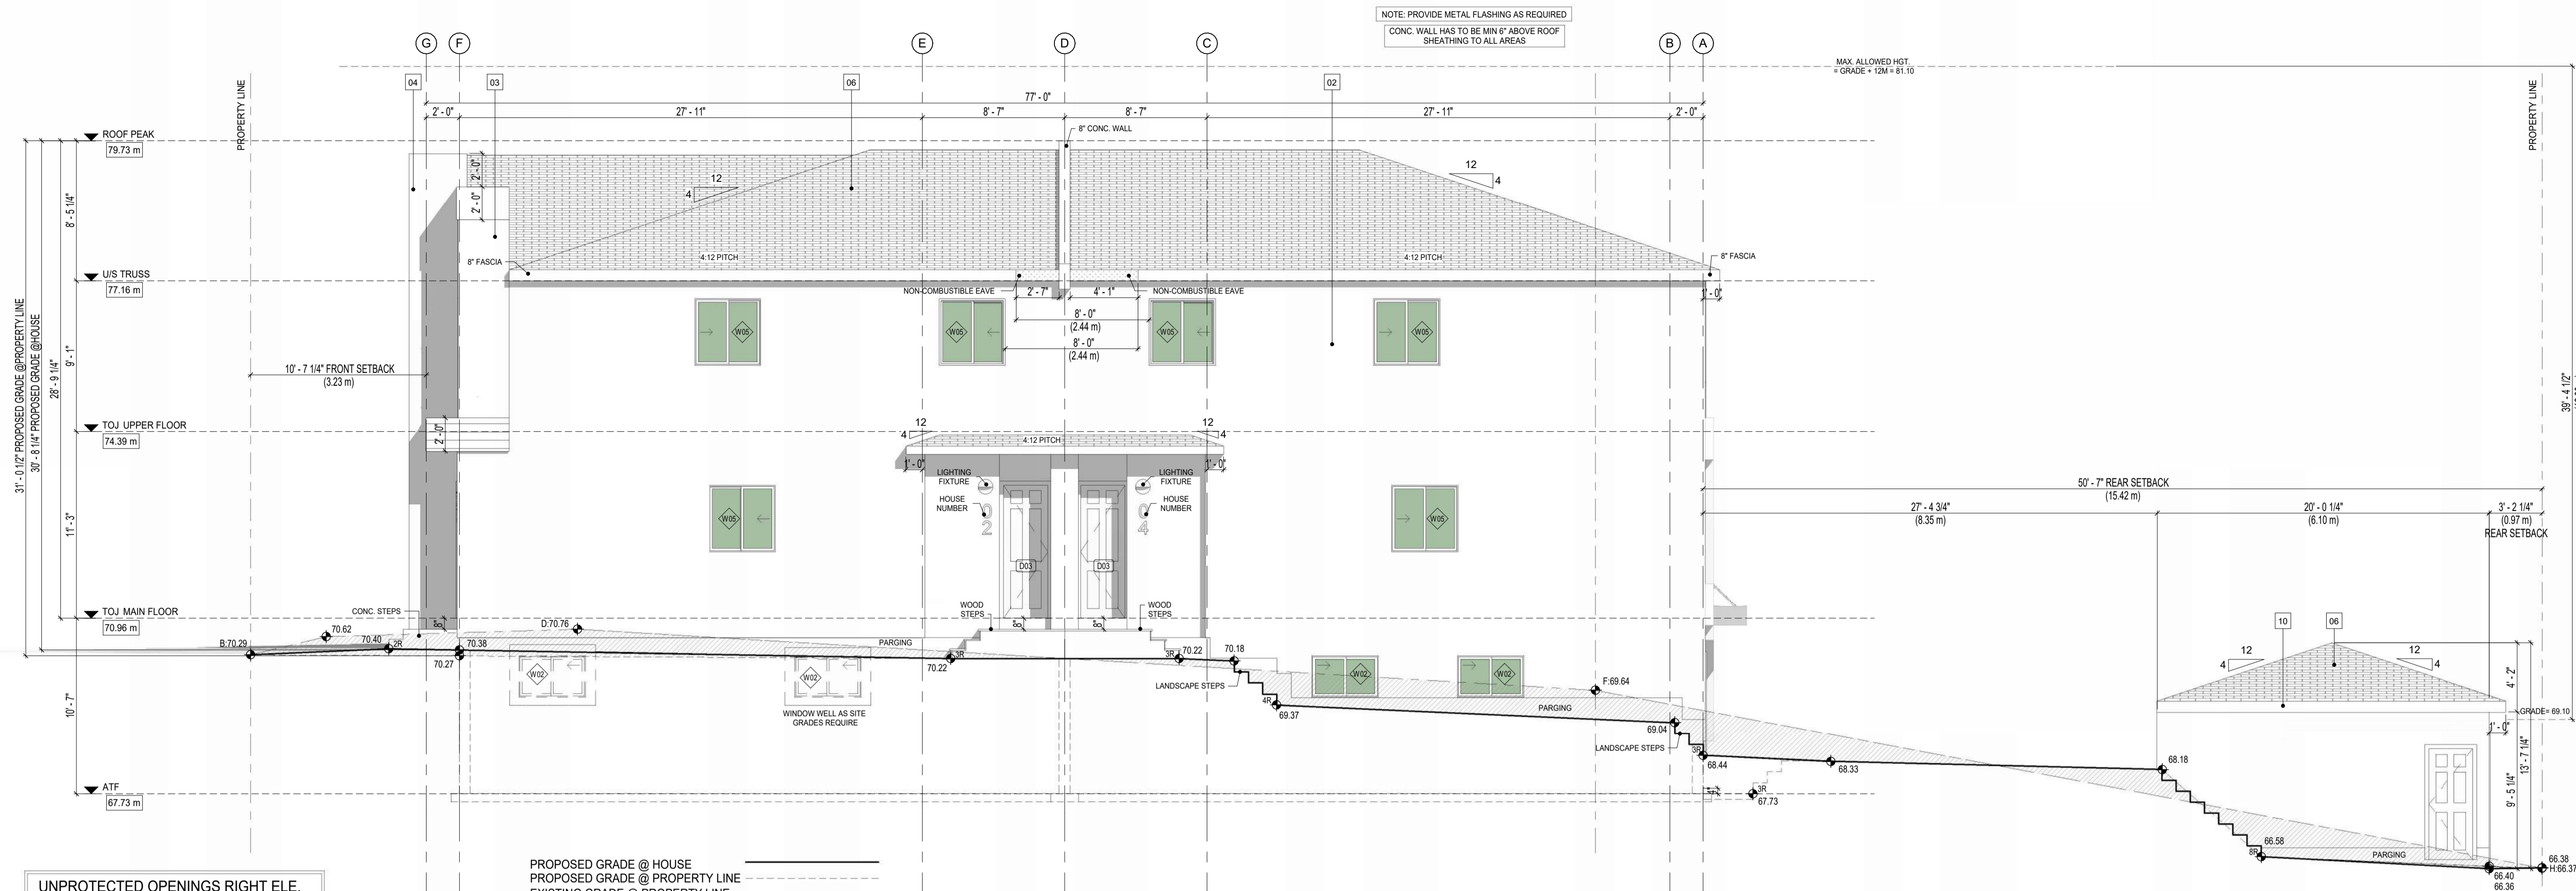 NOTE: PROVIDE METAL FLASHING AS REQUIRED
CONC. WALL HAS TO BE MIN 6" ABOVE ROOF
SHEATHING TO ALL AREAS
G
F
E
D
C
B
A
MAX. ALLOWED HGT.
= GRADE + 12M = 81.10
04
03
06
02
PROPERTY LINE
PROPERTY LINE
77' - 0"
2' - 0"
27' - 11"
8' - 7"
8' - 7"
27' - 11"
2' - 0"
8" CONC. WALL
ROOF PEAK
79.73 m
2' - 0"
2' - 0"
12
4
12
4
8' - 5 1/4"
8" FASCIA
4:12 PITCH
4:12 PITCH
8" FASCIA
U/S TRUSS
77.16 m
NON-COMBUSTIBLE EAVE
2' - 7"
4' - 1"
NON-COMBUSTIBLE EAVE
1' - 0"
8' - 0"
(2.44 m)
8' - 0"
(2.44 m)
W05
W05
W05
W05
31' - 0 1/2" PROPOSED GRADE @PROPERTY LINE
30' - 8 1/4" PROPOSED GRADE @HOUSE
28' - 9 1/4"
9' - 1"
10' - 7 1/4" FRONT SETBACK
(3.23 m)
39' - 4 1/2"
TOJ UPPER FLOOR
74.39 m
2' - 0"
12
4
4:12 PITCH
12
4
1' - 0"
1' - 0"
LIGHTING
FIXTURE
LIGHTING
FIXTURE
HOUSE
NUMBER
HOUSE
NUMBER
02
04
W05
W05
D03
D03
50' - 7" REAR SETBACK
(15.42 m)
27' - 4 3/4"
(8.35 m)
20' - 0 1/4"
(6.10 m)
3' - 2 1/4"
(0.97 m)
REAR SETBACK
11' - 3"
TOJ MAIN FLOOR
70.96 m
CONC. STEPS
8"
WOOD
STEPS
8"
8"
WOOD
STEPS
B:70.29
70.62
70.40
2R
70.38
70.27
D:70.76
PARGING
70.22
3R
3R
70.22
70.18
10
06
12
4
12
4
W02
W02
W02
W02
WINDOW WELL AS SITE
GRADES REQUIRE
LANDSCAPE STEPS
4R
69.37
F:69.64
PARGING
69.04
LANDSCAPE STEPS
3R
68.44
68.33
68.18
4' - 2"
GRADE= 69.10
1' - 0"
13' - 7 1/4"
9' - 5 1/4"
10' - 7"
ATF
67.73 m
3R
67.73
66.58
8R
PARGING
66.40
66.36
66.38
H:66.37
PROPOSED GRADE @ HOUSE
PROPOSED GRADE @ PROPERTY LINE
EXISTING GRADE @ PROPERTY LINE
UNPROTECTED OPENINGS RIGHT ELE.